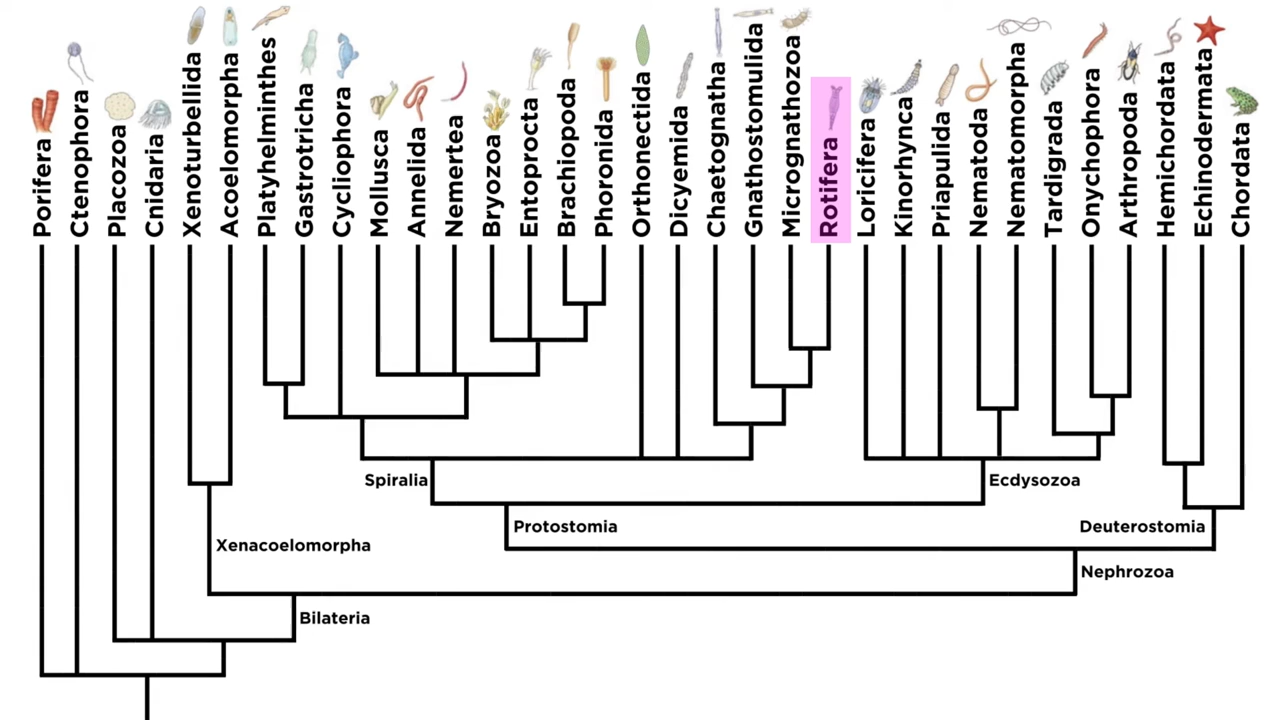 Porifera
Ctenophora
Placozoa
Cnidaria
Xenoturbellida
Acoelomorpha
Platyhelminthes
Gastrotricha
Cycliophora
Mollusca
Annelida
Nemertea
Bryozoa
Entoprocta
Brachiopoda
Phoronida
Orthonectida
Dicyemida
Chaetognatha
Gnathostomulida
Micrognathozoa
Rotifera
Loricifera
Kinorhynca
Priapulida
Nematoda
Nematomorpha
Tardigrada
Onychophora
Arthropoda
Hemichordata
Echinodermata
Chordata
Spiralia
Ecdysozoa
Protostomia
Deuterostomia
Xenacoelomorpha
Nephrozoa
Bilateria